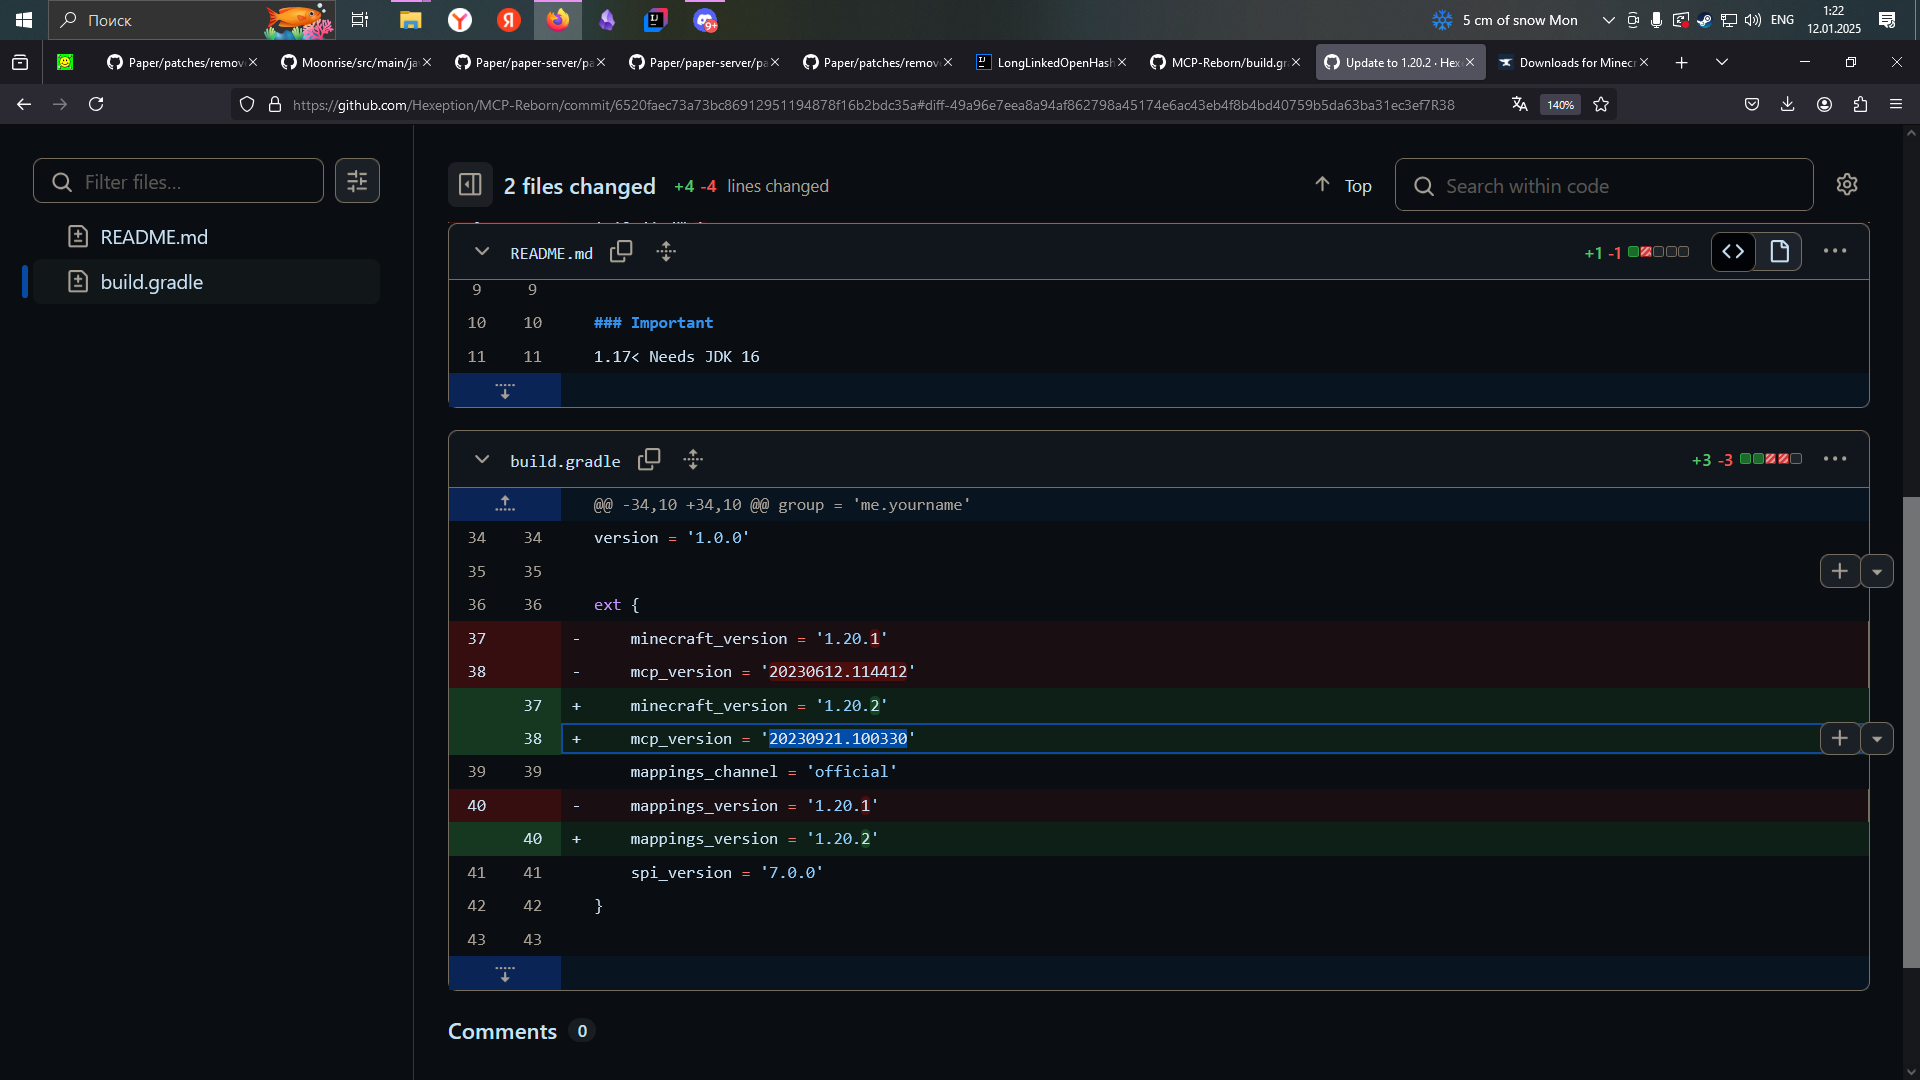 Поиск
5 cm of snow Mon
ENG
1:22
12.01.2025
9+
Paper/patches/remov
Moonrise/src/main/ja
Paper/paper-server/pa
Paper/paper-server/pa
Paper/patches/remov
LongLinkedOpenHash
MCP-Reborn/build.gr
Update to 1.20.2 · Hex
Downloads for Minec
https://github.com/Hexeption/MCP-Reborn/commit/6520faec73a73bc86912951194878f16b2bdc35a#diff-49a96e7eea8a94af862798a45174e6ac43eb4f8b4bd40759b5da63ba31ec3ef7R38
140%
Filter files...
README.md
build.gradle
2 files changed
+4 -4 lines changed
Top
Search within code
README.md
+1 -1
9 9
10 10 ### Important
11 11 1.17< Needs JDK 16
build.gradle
+3 -3
@@ -34,10 +34,10 @@ group = 'me.yourname'
34 34 version = '1.0.0'
35 35
36 36 ext {
37 - minecraft_version = '1.20.1'
38 - mcp_version = '20230612.114412'
37 + minecraft_version = '1.20.2'
38 + mcp_version = '20230921.100330'
39 39 mappings_channel = 'official'
40 - mappings_version = '1.20.1'
40 + mappings_version = '1.20.2'
41 41 spi_version = '7.0.0'
42 42 }
43 43
Comments 0